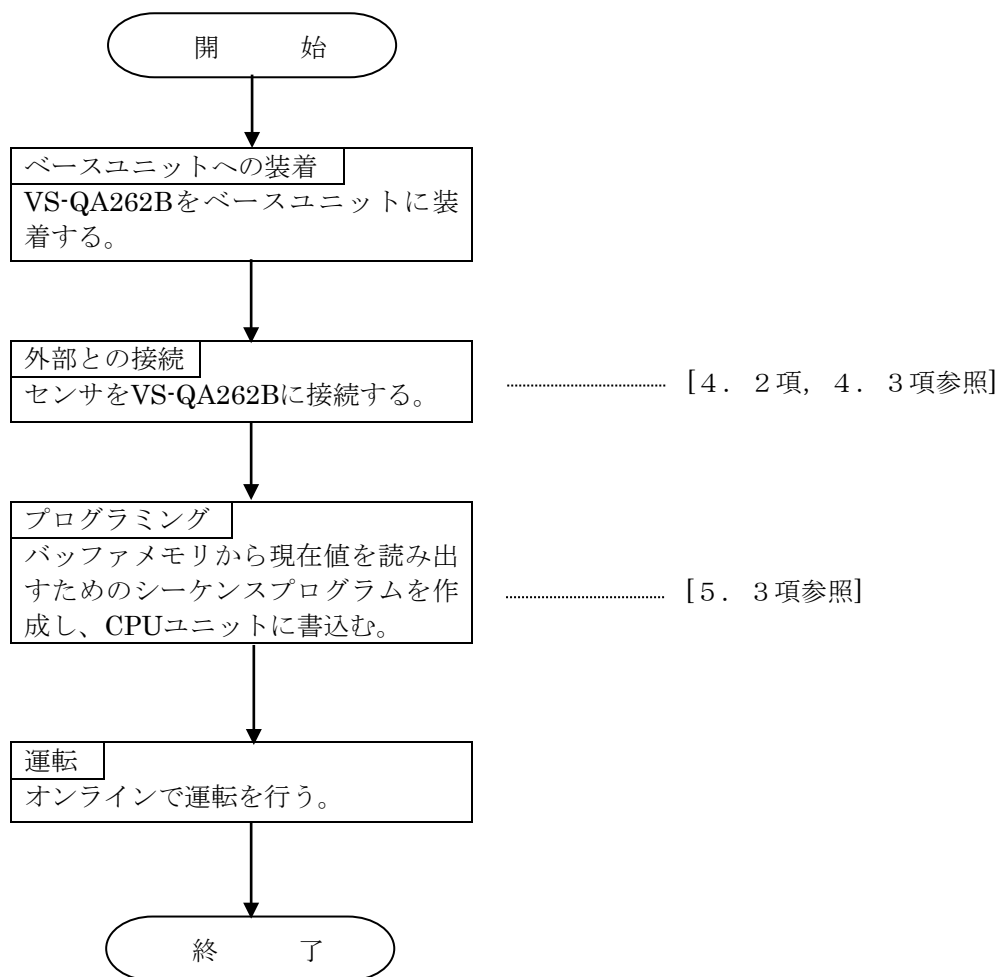 開　　始
ベースユニットへの装着
VS-QA262Bをベースユニットに装
着する。
外部との接続
センサをVS-QA262Bに接続する。
[４．２項，４．３項参照]
プログラミング
バッファメモリから現在値を読み出
すためのシーケンスプログラムを作
成し、CPUユニットに書込む。
[５．３項参照]
運転
オンラインで運転を行う。
終　　了